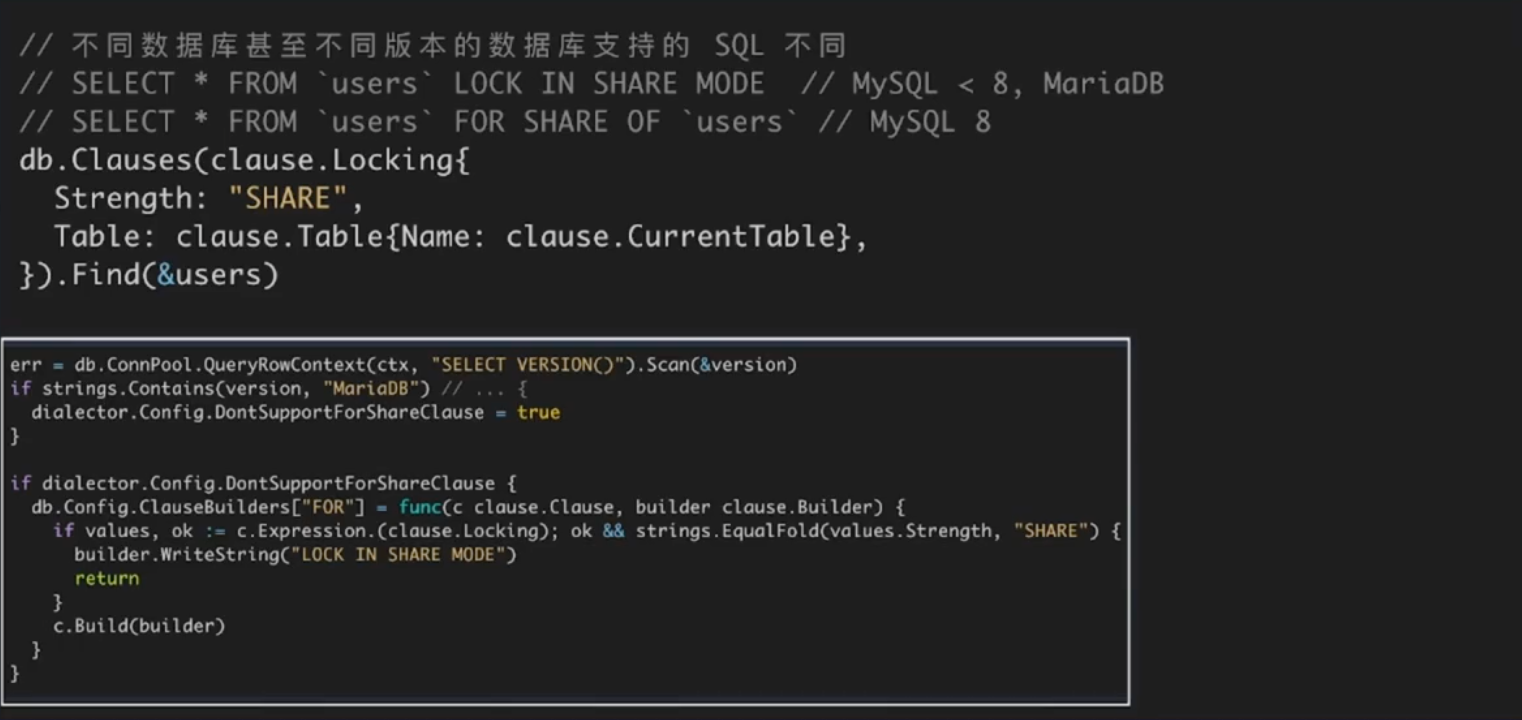 // 不同数据库甚至不同版本的数据库支持的 SQL 不同
// SELECT * FROM `users` LOCK IN SHARE MODE  // MySQL < 8, MariaDB
// SELECT * FROM `users` FOR SHARE OF `users` // MySQL 8
db.Clauses(clause.Locking{
  Strength: "SHARE",
  Table: clause.Table{Name: clause.CurrentTable},
}).Find(&users)
err = db.ConnPool.QueryRowContext(ctx, "SELECT VERSION()").Scan(&version)
if strings.Contains(version, "MariaDB") // ... {
  dialector.Config.DontSupportForShareClause = true
}
if dialector.Config.DontSupportForShareClause {
  db.Config.ClauseBuilders["FOR"] = func(c clause.Clause, builder clause.Builder) {
    if values, ok := c.Expression.(clause.Locking); ok && strings.EqualFold(values.Strength, "SHARE") {
      builder.WriteString("LOCK IN SHARE MODE")
      return
    }
    c.Build(builder)
  }
}